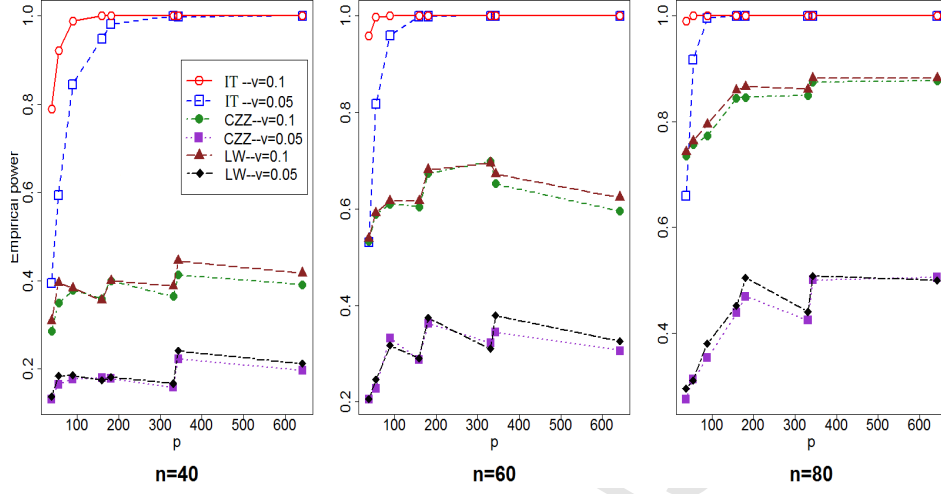 Empirical power
0.2
0.4
0.6
0.8
1.0
IT --v=0.1
IT --v=0.05
CZZ--v=0.1
CZZ--v=0.05
LW--v=0.1
LW--v=0.05
100 200 300 400 500 600
p
n=40
0.2
0.4
0.6
0.8
1.0
100 200 300 400 500 600
p
n=60
0.4
0.6
0.8
1.0
100 200 300 400 500 600
p
n=80